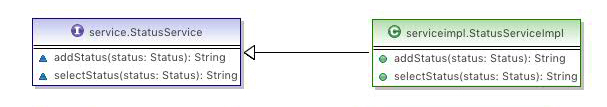 I service.StatusService
addStatus(status: Status): String
selectStatus(status: Status): String
C serviceimpl.StatusServiceImpl
addStatus(status: Status): String
selectStatus(status: Status): String